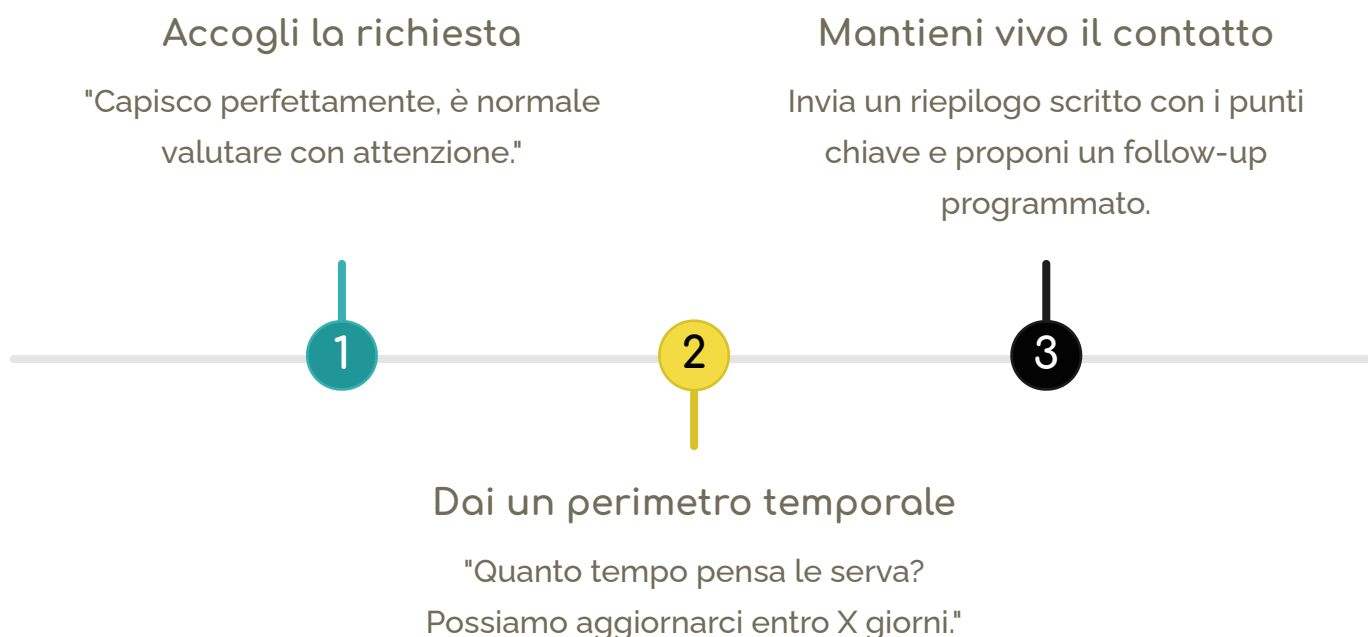 Accogli la richiesta
"Capisco perfettamente, è normale
valutare con attenzione."
1
2
Dai un perimetro temporale
"Quanto tempo pensa le serva?
Possiamo aggiornarci entro X giorni."
Mantieni vivo il contatto
Invia un riepilogo scritto con i punti
chiave e proponi un follow-up
programmato.
3